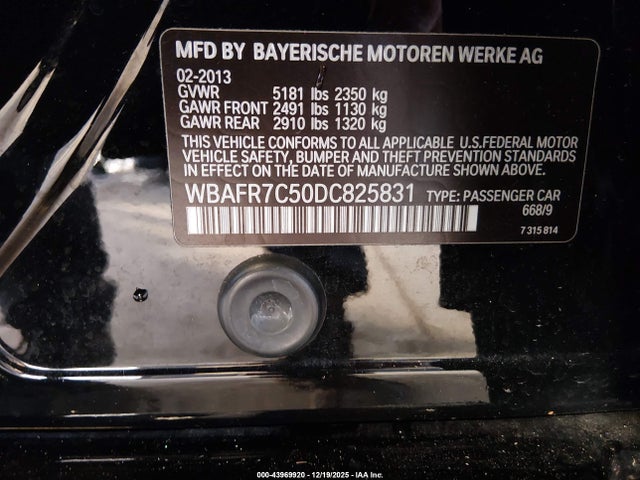 MFD BY BAYERISCHE MOTOREN WERKE AG
02-2013
GVWR 5181 lbs 2350 kg
GAWR FRONT 2491 lbs 1130 kg
GAWR REAR 2910 lbs 1320 kg
THIS VEHICLE CONFORMS TO ALL APPLICABLE U.S.FEDERAL MOTOR
VEHICLE SAFETY, BUMPER AND THEFT PREVENTION STANDARDS
IN EFFECT ON THE DATE OF MANUFACTURE SHOWN ABOVE.
WBAFR7C50DC825831 TYPE: PASSENGER CAR
668/9
7 315 814
000-43969920 - 12/19/2025 - IAA Inc.